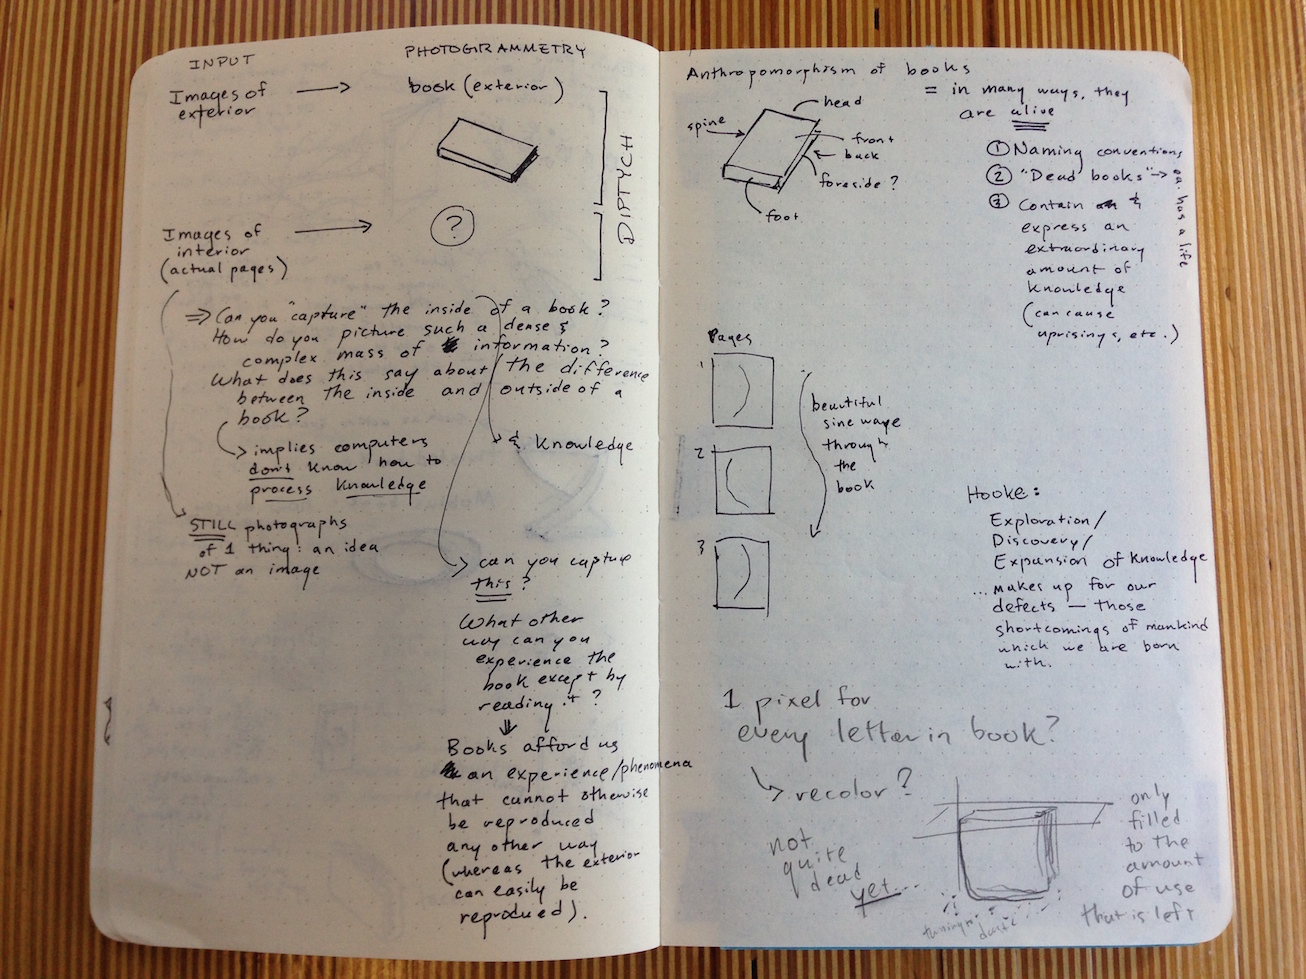 INPUT
PHOTOGRAMMETRY
Images of
exterior
book (exterior)
DIPTYCH
?
Images of
interior
(actual pages)
⇒ Can you "capture" the inside of a book?
How do you picture such a dense &
complex mass of information?
What does this say about the difference
between the inside and outside of a
book?
implies computers
don't know how to
process knowledge
& knowledge
STILL photographs
of 1 thing: an idea
NOT an image
can you capture
this?
What other
way can you
experience the
book except by
reading it?
Books afford us
an experience/phenomena
that cannot otherwise
be reproduced
any other way
(whereas the exterior
can easily be
reproduced).
Anthropomorphism of books
= in many ways, they
are alive
head
spine
front
back
foreside?
foot
① Naming conventions
② "Dead books" →
ea. has a life
③ Contain &
express an
extraordinary
amount of
knowledge
(can cause
uprisings, etc.)
Pages
1
2
3
beautiful
sine wave
through
the
book
Hooke:
Exploration/
Discovery/
Expansion of knowledge
... makes up for our
defects — those
shortcomings of mankind
which we are born
with.
1 pixel for
every letter in book?
recolor?
not
quite
dead
yet...
only
filled
to the
amount
of use
that is left
turning to
dust?